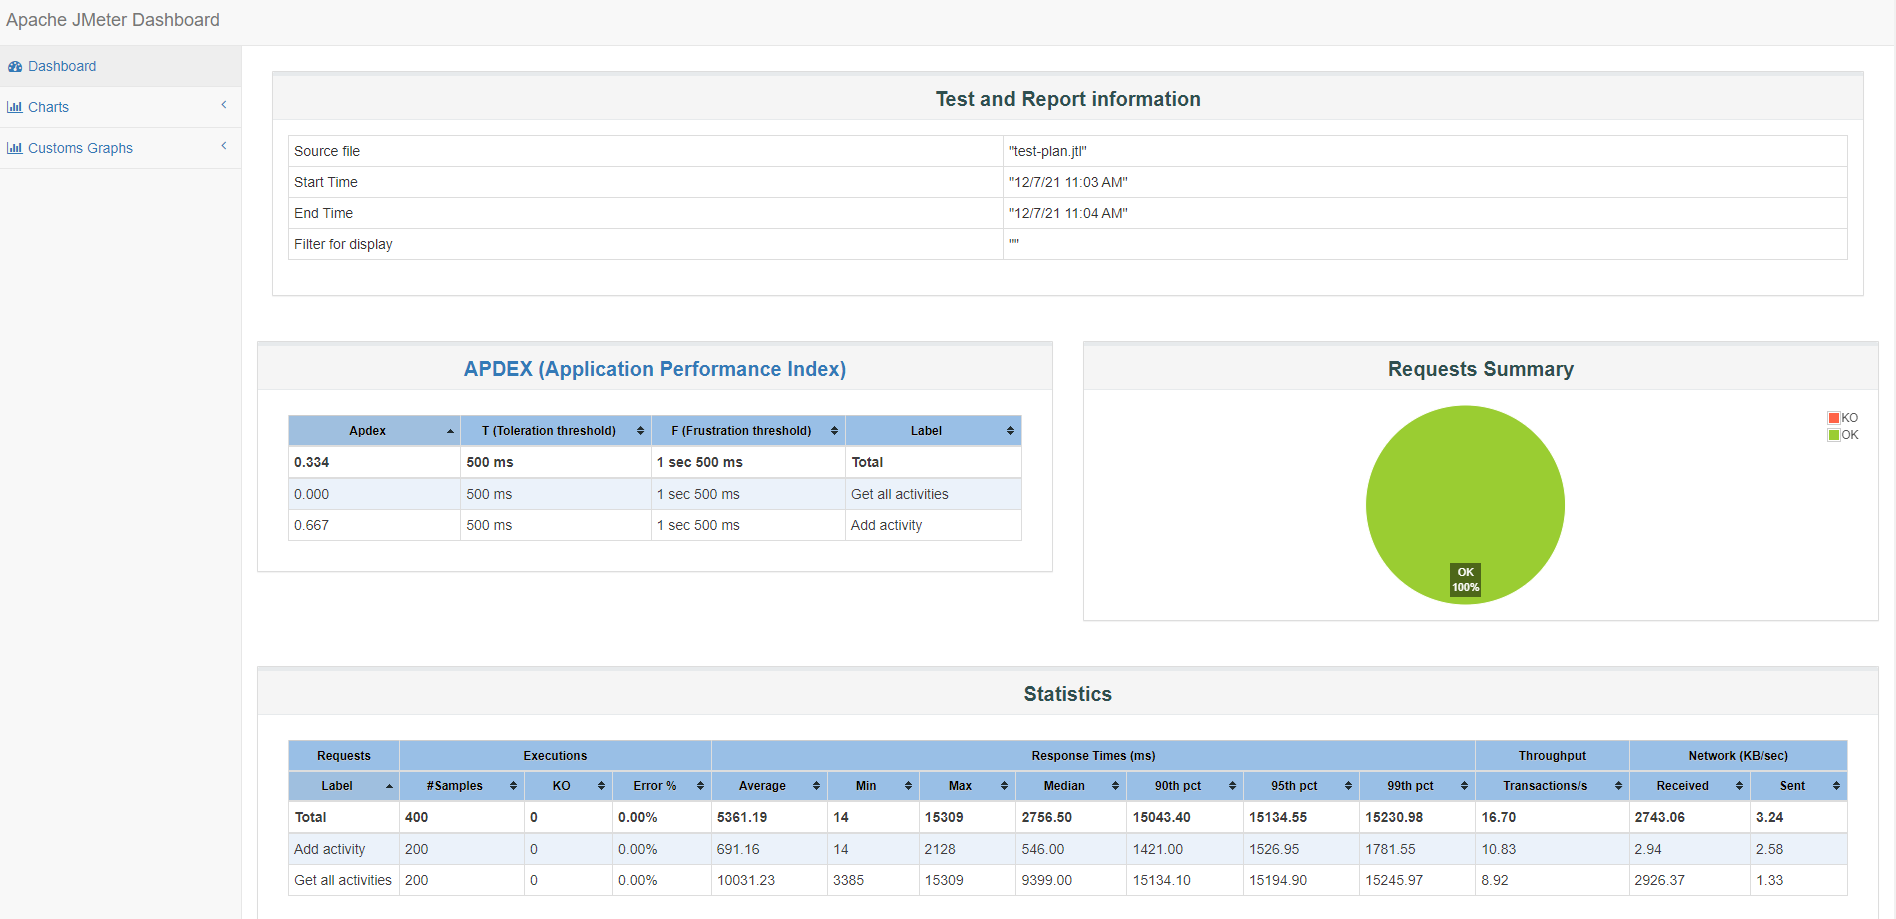 Apache JMeter Dashboard
Dashboard
Charts
Customs Graphs
Test and Report information
Source file "test-plan.jtl"
Start Time "12/7/21 11:03 AM"
End Time "12/7/21 11:04 AM"
Filter for display ""
APDEX (Application Performance Index)
Apdex T (Toleration threshold) F (Frustration threshold) Label
0.334 500 ms 1 sec 500 ms Total
0.000 500 ms 1 sec 500 ms Get all activities
0.667 500 ms 1 sec 500 ms Add activity
Requests Summary
KO
OK
OK
100%
Statistics
Requests Executions Response Times (ms) Throughput Network (KB/sec)
Label #Samples KO Error % Average Min Max Median 90th pct 95th pct 99th pct Transactions/s Received Sent
Total 400 0 0.00% 5361.19 14 15309 2756.50 15043.40 15134.55 15230.98 16.70 2743.06 3.24
Add activity 200 0 0.00% 691.16 14 2128 546.00 1421.00 1526.95 1781.55 10.83 2.94 2.58
Get all activities 200 0 0.00% 10031.23 3385 15309 9399.00 15134.10 15194.90 15245.97 8.92 2926.37 1.33